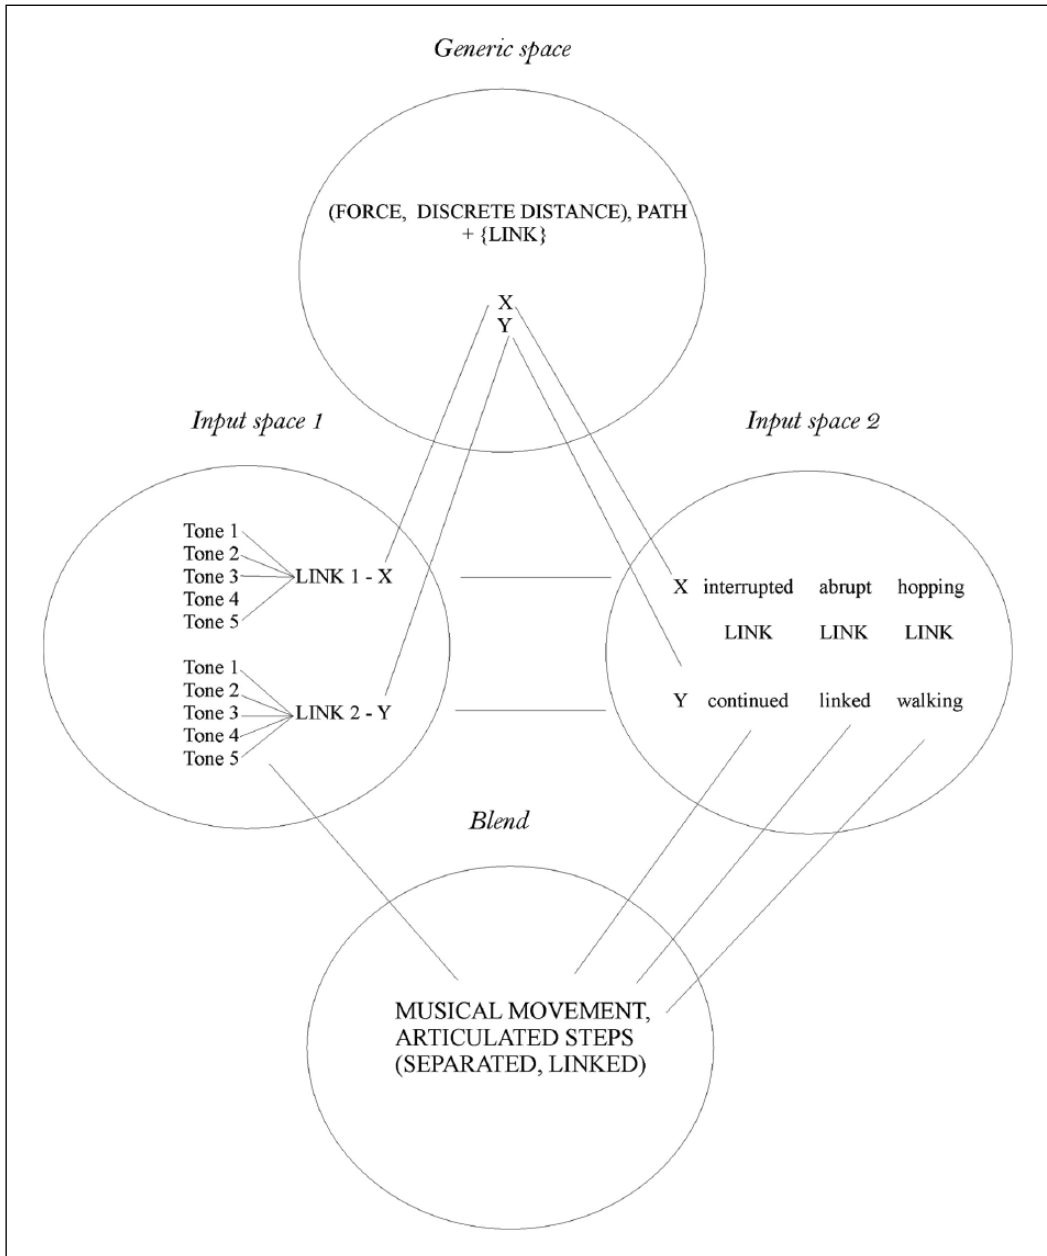 Generic space
(FORCE, DISCRETE DISTANCE), PATH
+ {LINK}
X
Y
Input space 1
Tone 1
Tone 2
Tone 3
Tone 4
Tone 5
LINK 1 - X
Tone 1
Tone 2
Tone 3
Tone 4
Tone 5
LINK 2 - Y
Input space 2
X interrupted abrupt hopping
LINK LINK LINK
Y continued linked walking
Blend
MUSICAL MOVEMENT,
ARTICULATED STEPS
(SEPARATED, LINKED)